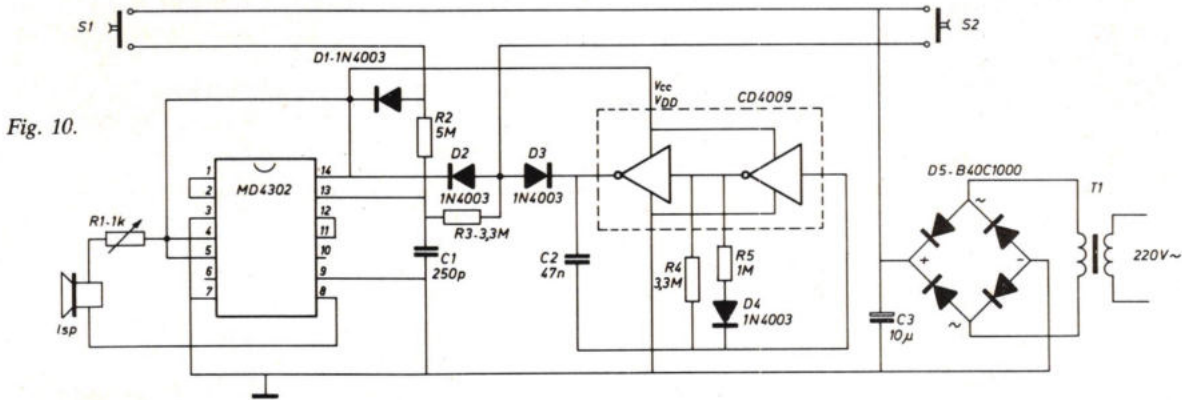 S1
S2
D1-1N4003
Vcc
VDD
CD4009
Fig. 10.
R2
5M
D2
D3
D5-B40C1000
T1
1
2
3
4
5
6
7
MD4302
14
13
12
11
10
9
8
1N4003
1N4003
R1-1k
R3-3,3M
C1
250p
C2
47n
R4
3,3M
R5
1M
D4
1N4003
~
+
-
~
220V~
C3
10µ
lsp